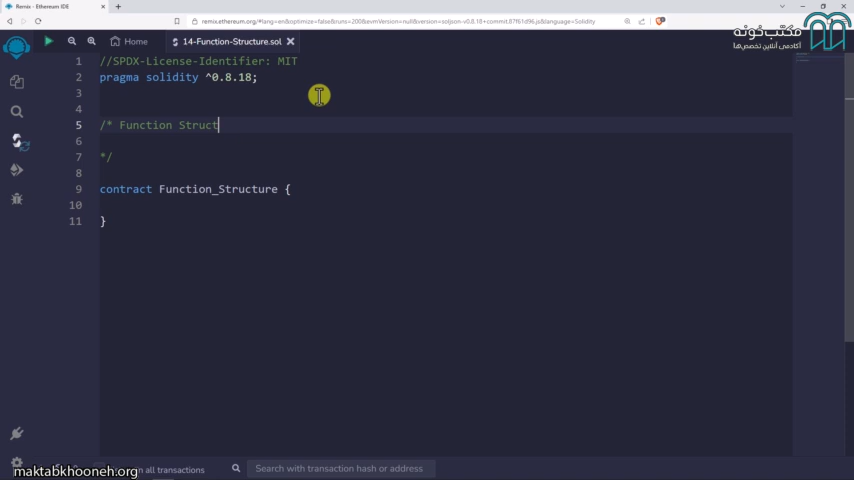 Remix - Ethereum IDE
remix.ethereum.org/#lang=en&optimize=false&runs=200&evmVersion=null&version=soljson-v0.8.18+commit.87f61d96.js&language=Solidity
مکتب‌خونه
آکادمی آنلاین تخصص‌ها
Home
14-Function-Structure.sol
1 //SPDX-License-Identifier: MIT
2 pragma solidity ^0.8.18;
3
4
5 /* Function Struct
6
7 */
8
9 contract Function_Structure {
10
11 }
all transactions
Search with transaction hash or address
maktabkhooneh.org